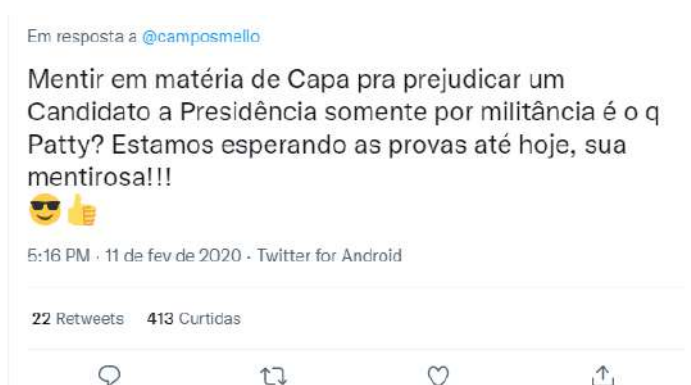 Em resposta a @camposmello
Mentir em matéria de Capa pra prejudicar um
Candidato a Presidência somente por militância é o q
Patty? Estamos esperando as provas até hoje, sua
mentirosa!!!
😎👍
5:16 PM · 11 de fev de 2020 · Twitter for Android
22 Retweets 413 Curtidas